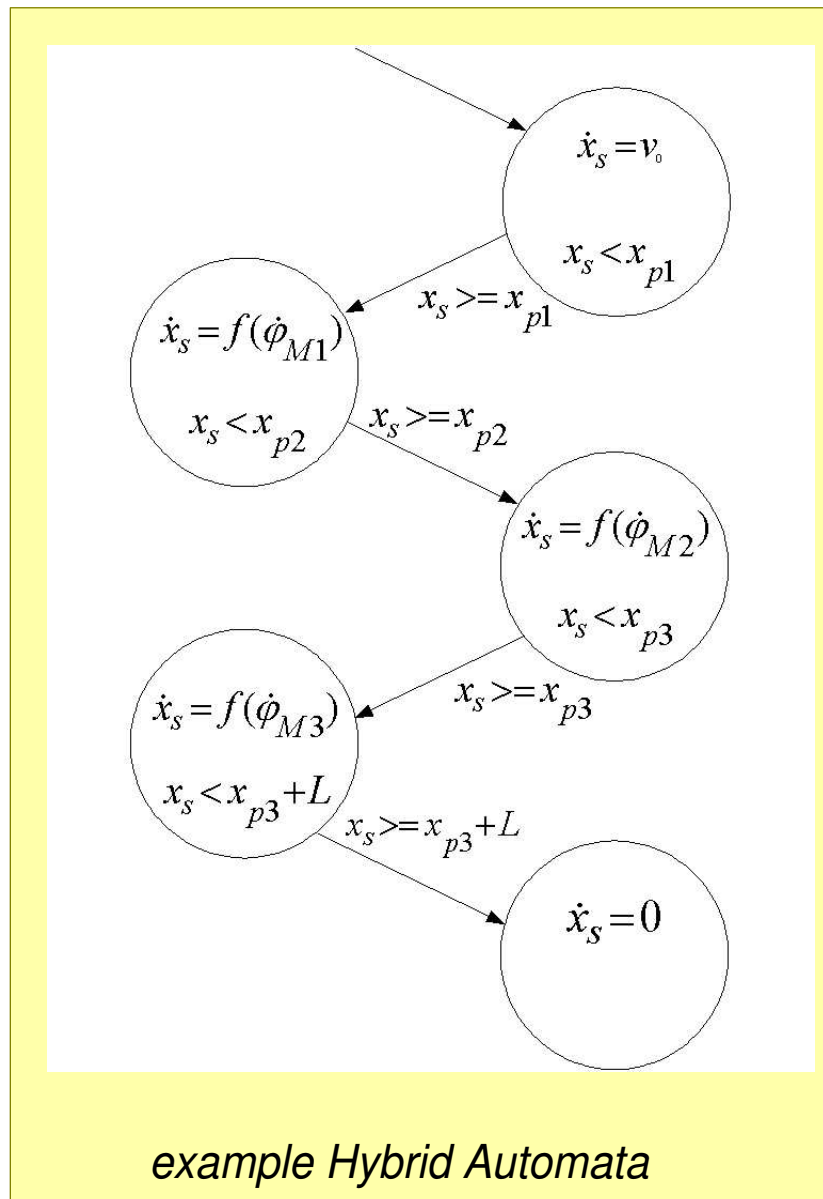 ẋ_s = v_0
x_s < x_p1
x_s >= x_p1
ẋ_s = f(φ̇_M1)
x_s < x_p2
x_s >= x_p2
ẋ_s = f(φ̇_M2)
x_s < x_p3
x_s >= x_p3
ẋ_s = f(φ̇_M3)
x_s < x_p3 + L
x_s >= x_p3 + L
ẋ_s = 0
example Hybrid Automata